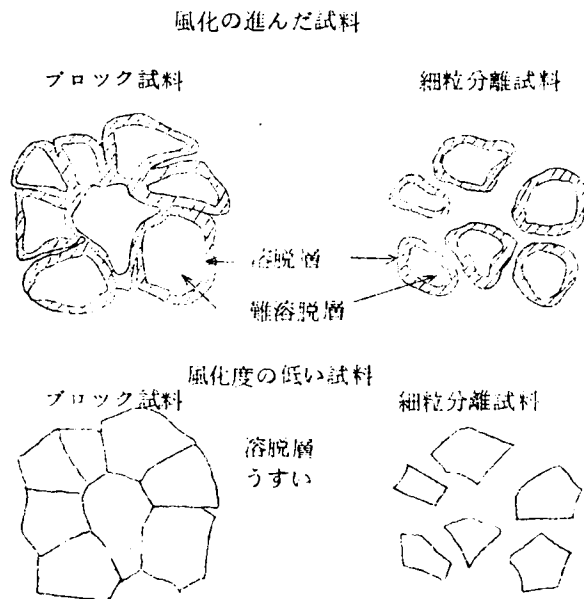 風化の進んだ試料
ブロック試料
細粒分離試料
溶脱層
難溶脱層
風化度の低い試料
ブロック試料
細粒分離試料
溶脱層
うすい